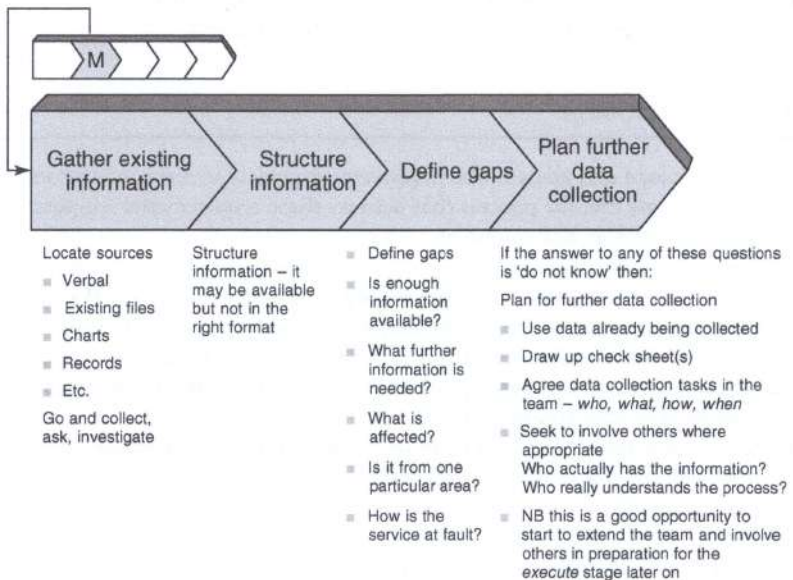 M
Gather existing
information
Structure
information
Define gaps
Plan further
data
collection
Locate sources
Verbal
Existing files
Charts
Records
Etc.
Go and collect,
ask, investigate
Structure
information – it
may be available
but not in the
right format
Define gaps
Is enough
information
available?
What further
information is
needed?
What is
affected?
Is it from one
particular area?
How is the
service at fault?
If the answer to any of these questions
is 'do not know' then:
Plan for further data collection
Use data already being collected
Draw up check sheet(s)
Agree data collection tasks in the
team – who, what, how, when
Seek to involve others where
appropriate
Who actually has the information?
Who really understands the process?
NB this is a good opportunity to
start to extend the team and involve
others in preparation for the
execute stage later on